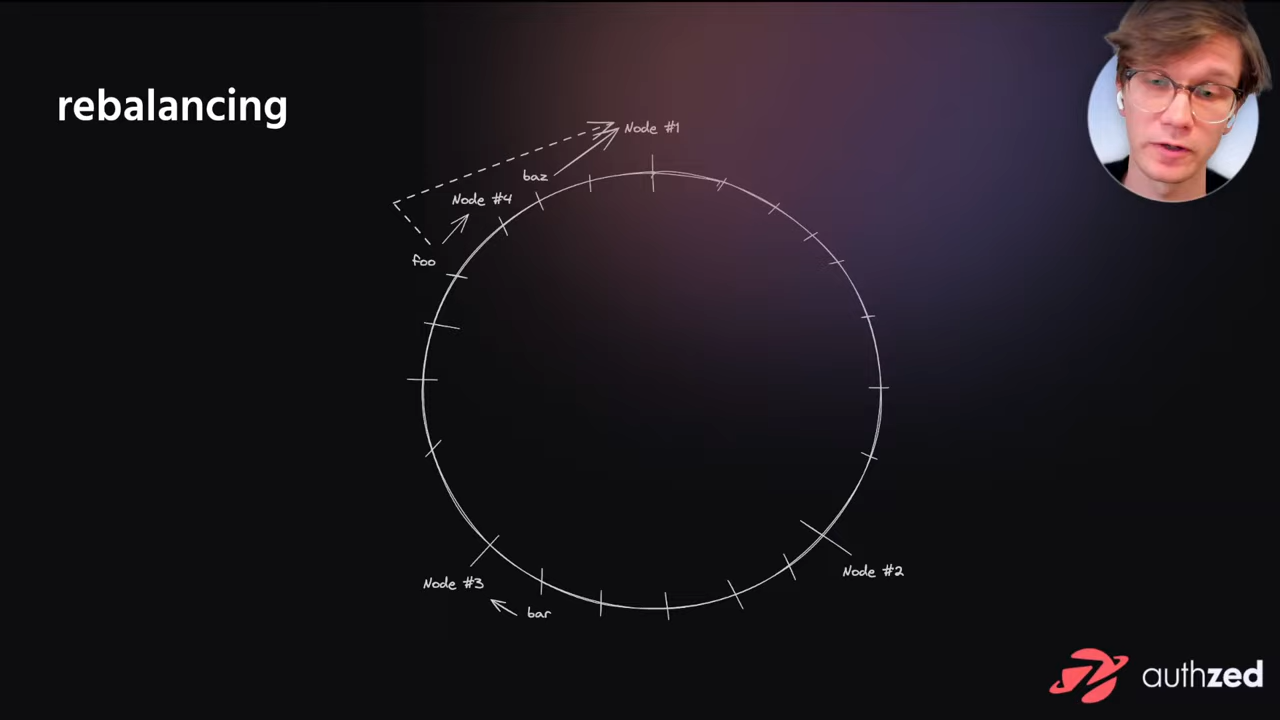 rebalancing
Node #1
baz
Node #4
foo
Node #3
bar
Node #2
authzed